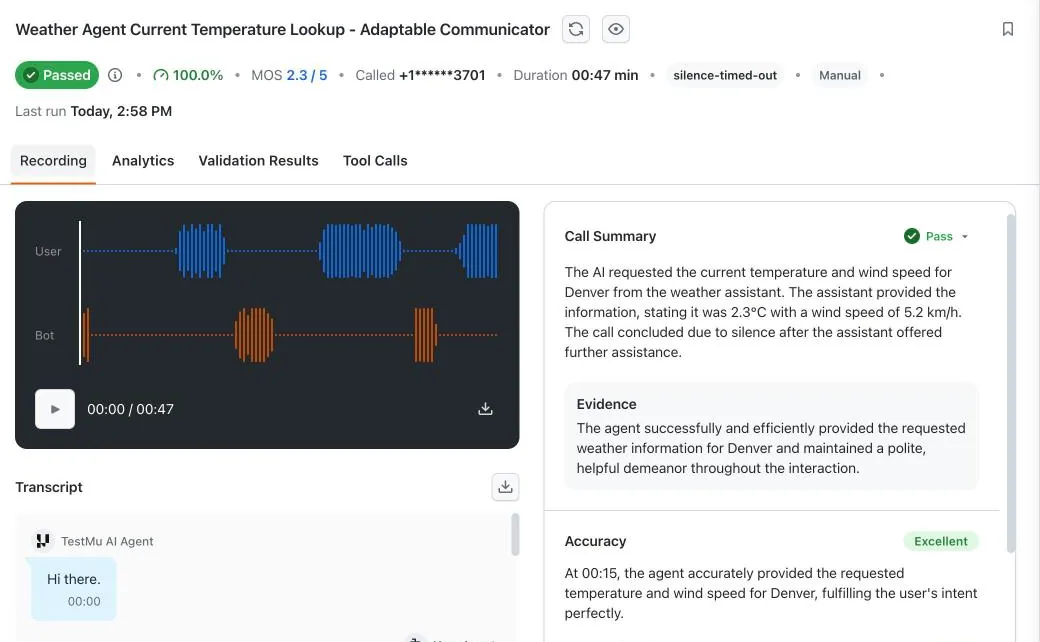 Weather Agent Current Temperature Lookup - Adaptable Communicator
Passed • 100.0% • MOS 2.3 / 5 • Called +1******3701 • Duration 00:47 min • silence-timed-out • Manual •
Last run Today, 2:58 PM
Recording Analytics Validation Results Tool Calls
User
Bot
00:00 / 00:47
Transcript
TestMu AI Agent
Hi there.
00:00
Call Summary
Pass
The AI requested the current temperature and wind speed for
Denver from the weather assistant. The assistant provided the
information, stating it was 2.3°C with a wind speed of 5.2 km/h.
The call concluded due to silence after the assistant offered
further assistance.
Evidence
The agent successfully and efficiently provided the requested
weather information for Denver and maintained a polite,
helpful demeanor throughout the interaction.
Accuracy
Excellent
At 00:15, the agent accurately provided the requested
temperature and wind speed for Denver, fulfilling the user's intent
perfectly.